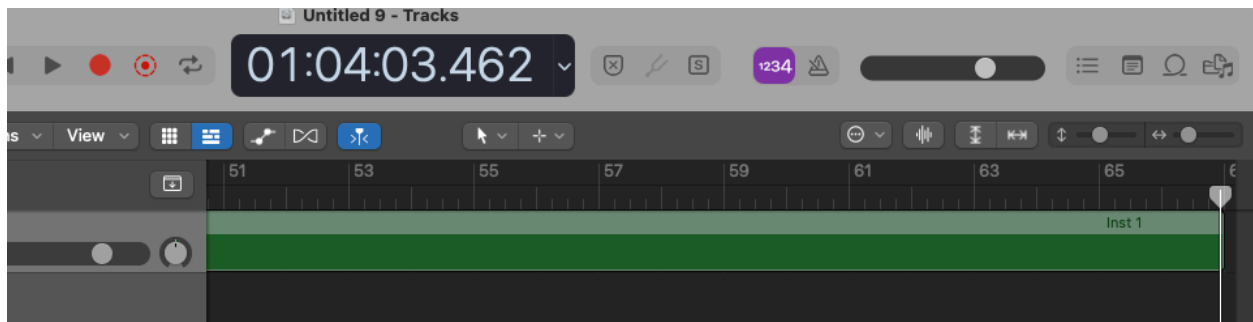 Untitled 9 - Tracks
01:04:03.462
S
1234
View
51 53 55 57 59 61 63 65
Inst 1